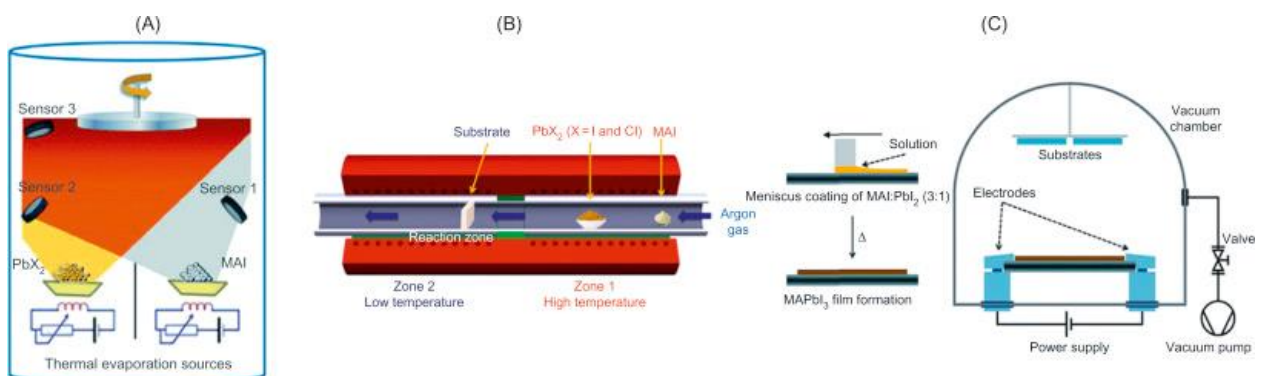 (A)
Sensor 3
Sensor 2
Sensor 1
PbX₂
MAI
Thermal evaporation sources
(B)
Substrate
PbX₂ (X = I and Cl)
MAI
Argon
gas
Reaction zone
Zone 2
Low temperature
Zone 1
High temperature
(C)
Solution
Meniscus coating of MAI:PbI₂ (3:1)
Δ
MAPbI₃ film formation
Vacuum
chamber
Substrates
Electrodes
Valve
Power supply
Vacuum pump